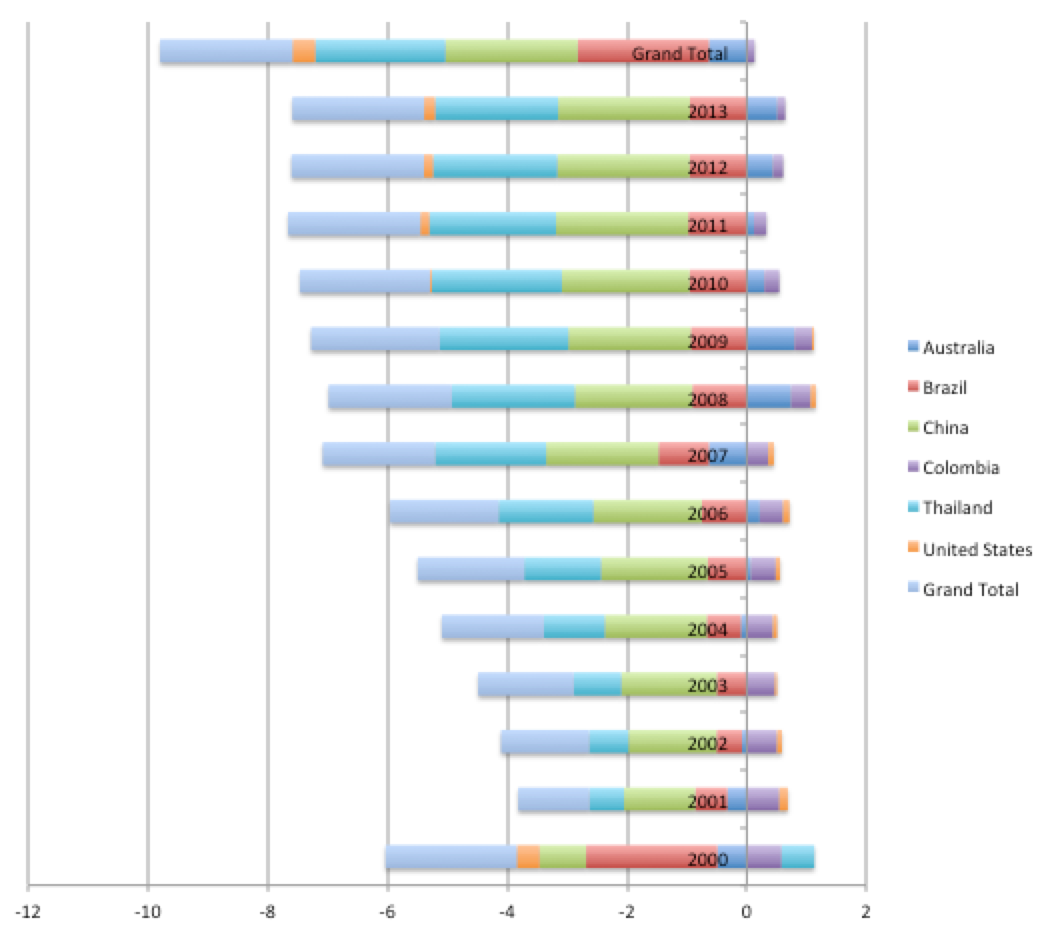 Grand Total
2013
2012
2011
2010
2009
2008
2007
2006
2005
2004
2003
2002
2001
2000
-12 -10 -8 -6 -4 -2 0 2
Australia
Brazil
China
Colombia
Thailand
United States
Grand Total